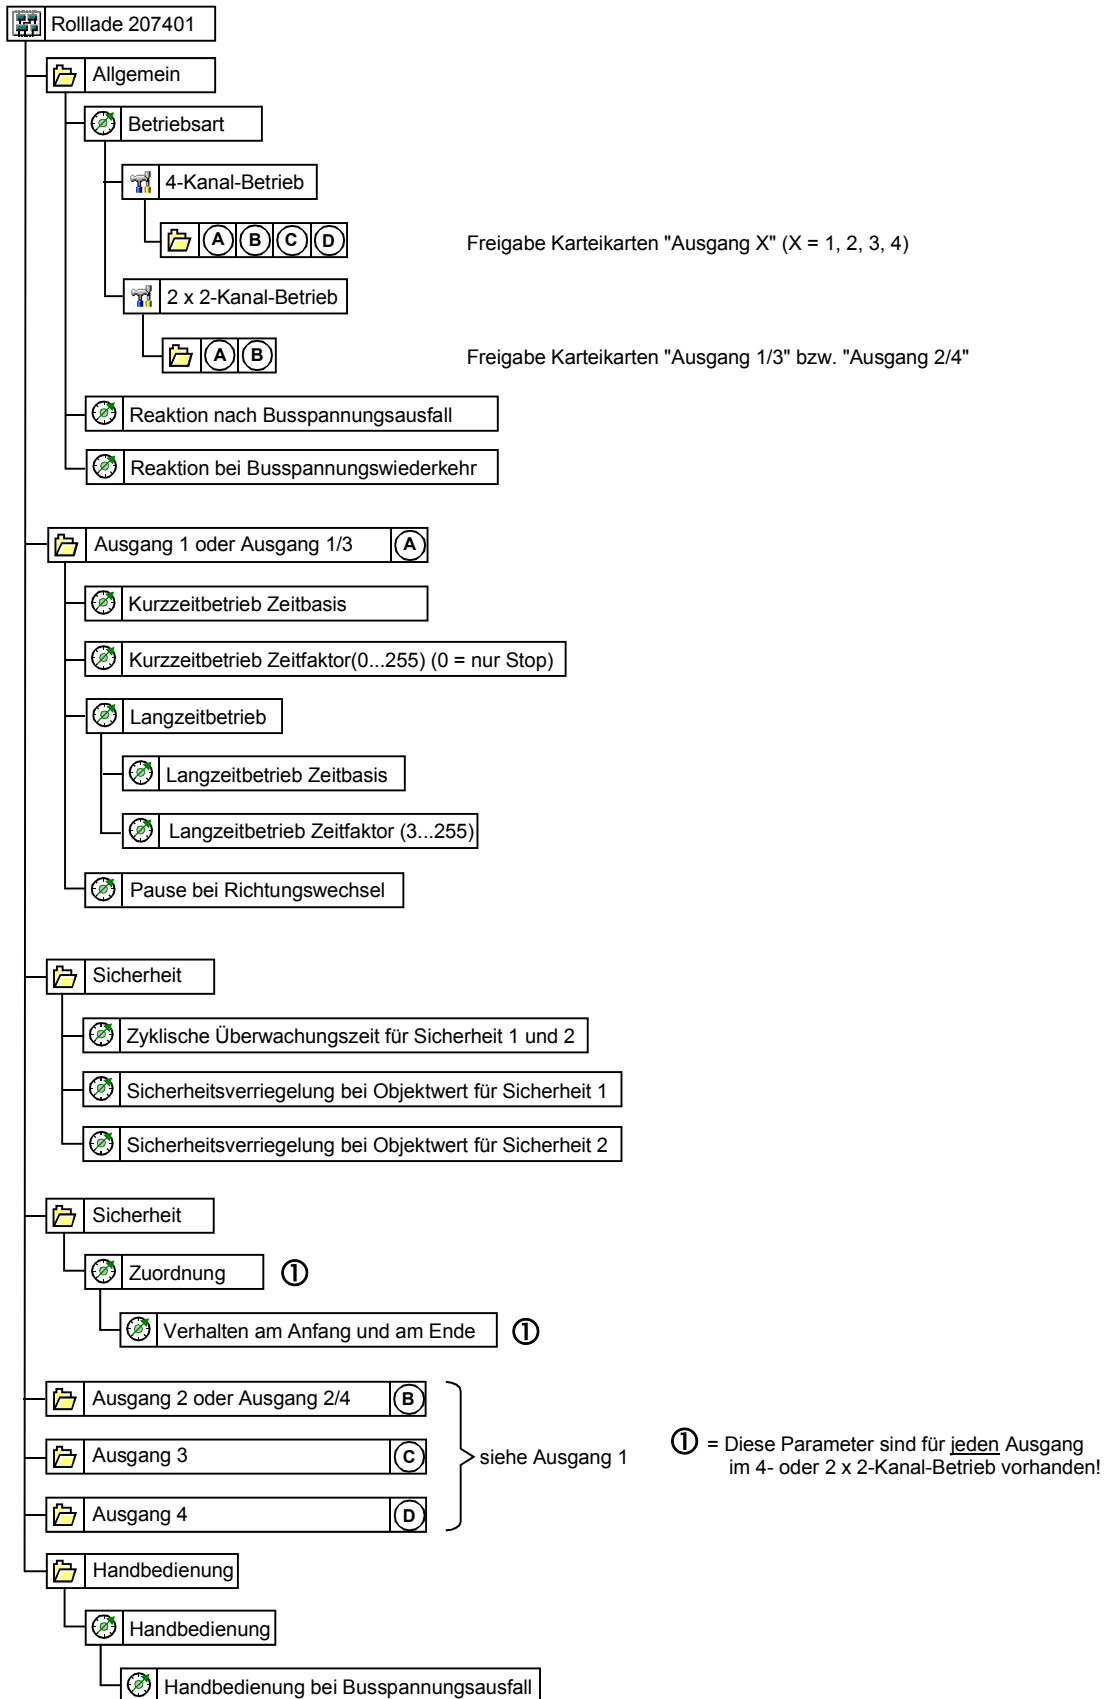 Rolllade 207401
Allgemein
Betriebsart
4-Kanal-Betrieb
A B C D Freigabe Karteikarten "Ausgang X" (X = 1, 2, 3, 4)
2 x 2-Kanal-Betrieb
A B Freigabe Karteikarten "Ausgang 1/3" bzw. "Ausgang 2/4"
Reaktion nach Busspannungsausfall
Reaktion bei Busspannungswiederkehr
Ausgang 1 oder Ausgang 1/3 A
Kurzzeitbetrieb Zeitbasis
Kurzzeitbetrieb Zeitfaktor(0...255) (0 = nur Stop)
Langzeitbetrieb
Langzeitbetrieb Zeitbasis
Langzeitbetrieb Zeitfaktor (3...255)
Pause bei Richtungswechsel
Sicherheit
Zyklische Überwachungszeit für Sicherheit 1 und 2
Sicherheitsverriegelung bei Objektwert für Sicherheit 1
Sicherheitsverriegelung bei Objektwert für Sicherheit 2
Sicherheit
Zuordnung ①
Verhalten am Anfang und am Ende ①
Ausgang 2 oder Ausgang 2/4 B
Ausgang 3 C
Ausgang 4 D
siehe Ausgang 1
① = Diese Parameter sind für jeden Ausgang
im 4- oder 2 x 2-Kanal-Betrieb vorhanden!
Handbedienung
Handbedienung
Handbedienung bei Busspannungsausfall